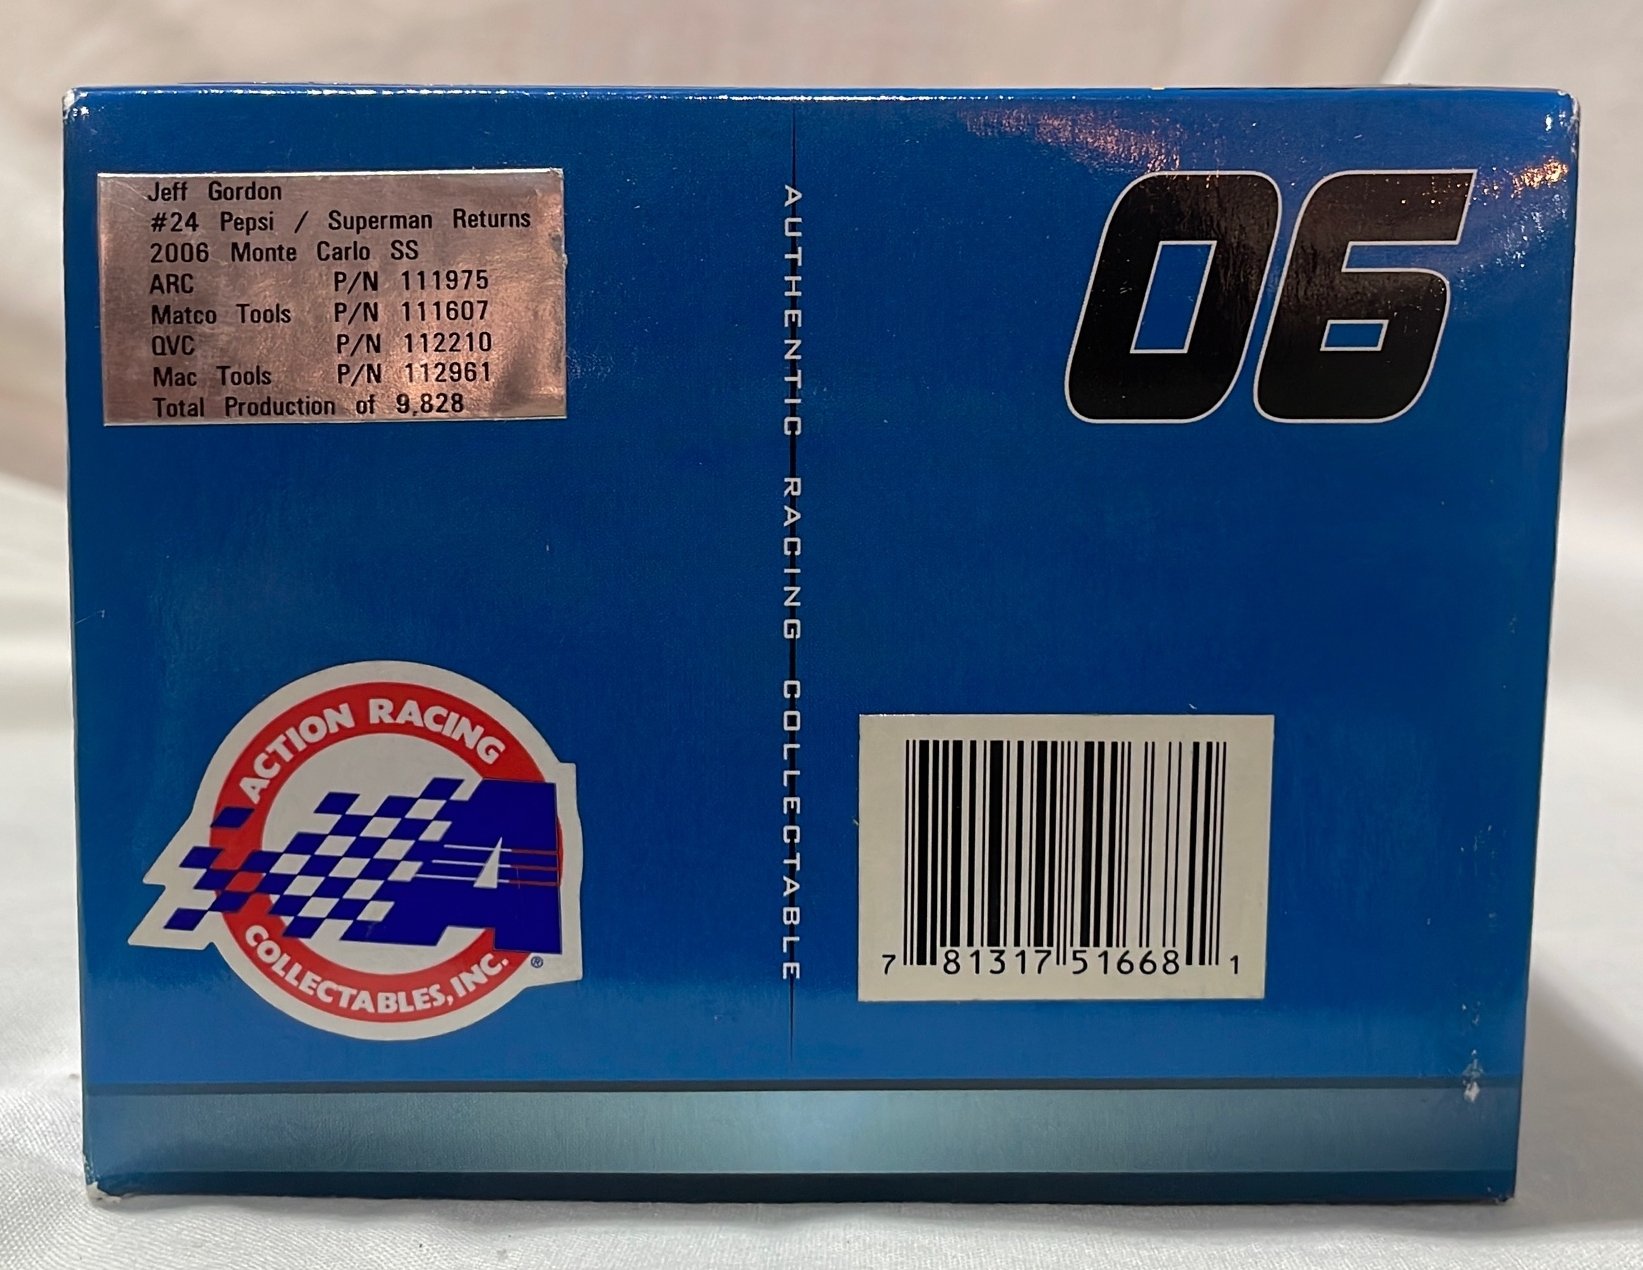 Jeff Gordon
#24 Pepsi / Superman Returns
2006 Monte Carlo SS
ARC P/N 111975
Matco Tools P/N 111607
QVC P/N 112210
Mac Tools P/N 112961
Total Production of 9,828
AUTHENTIC RACING COLLECTABLE
06
ACTION RACING
COLLECTABLES, INC.
®
7 81317 51668 1